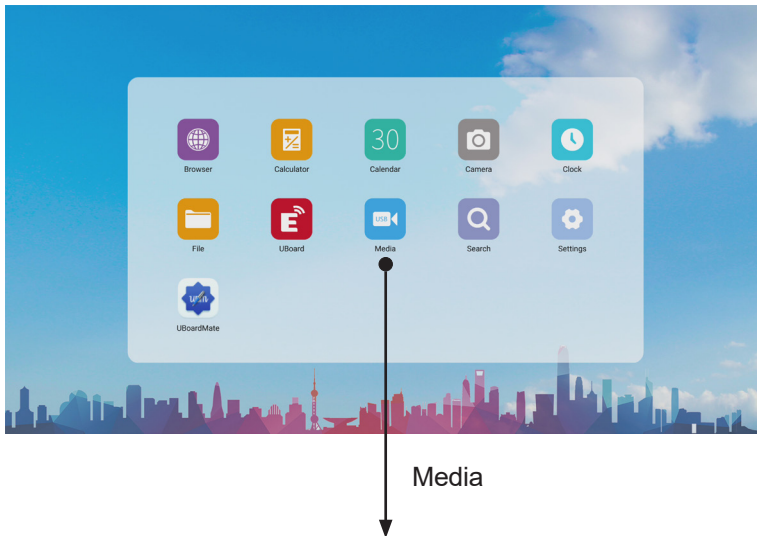 30
Browser Calculator Calendar Camera Clock
E USB
File UBoard Media Search Settings
UBoardMate
Media